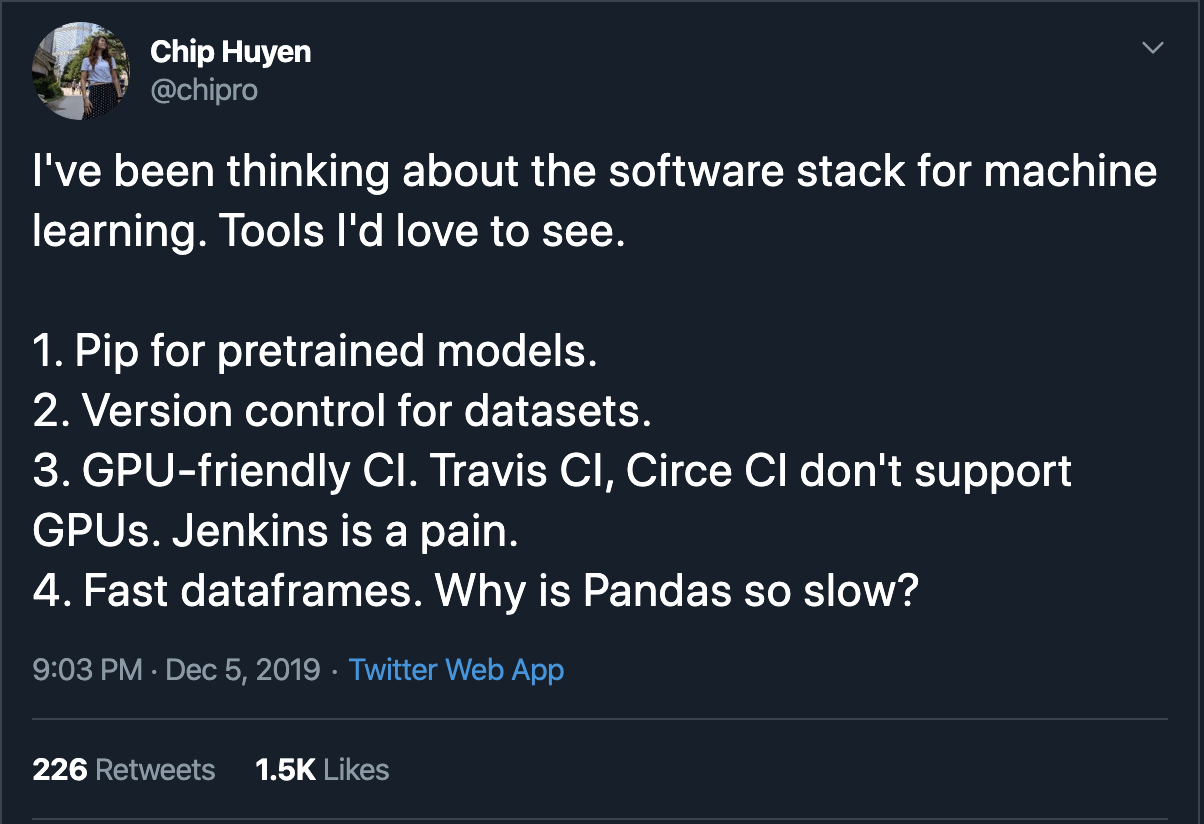 Chip Huyen
@chipro
I've been thinking about the software stack for machine
learning. Tools I'd love to see.
1. Pip for pretrained models.
2. Version control for datasets.
3. GPU-friendly CI. Travis CI, Circe CI don't support
GPUs. Jenkins is a pain.
4. Fast dataframes. Why is Pandas so slow?
9:03 PM · Dec 5, 2019 · Twitter Web App
226 Retweets 1.5K Likes